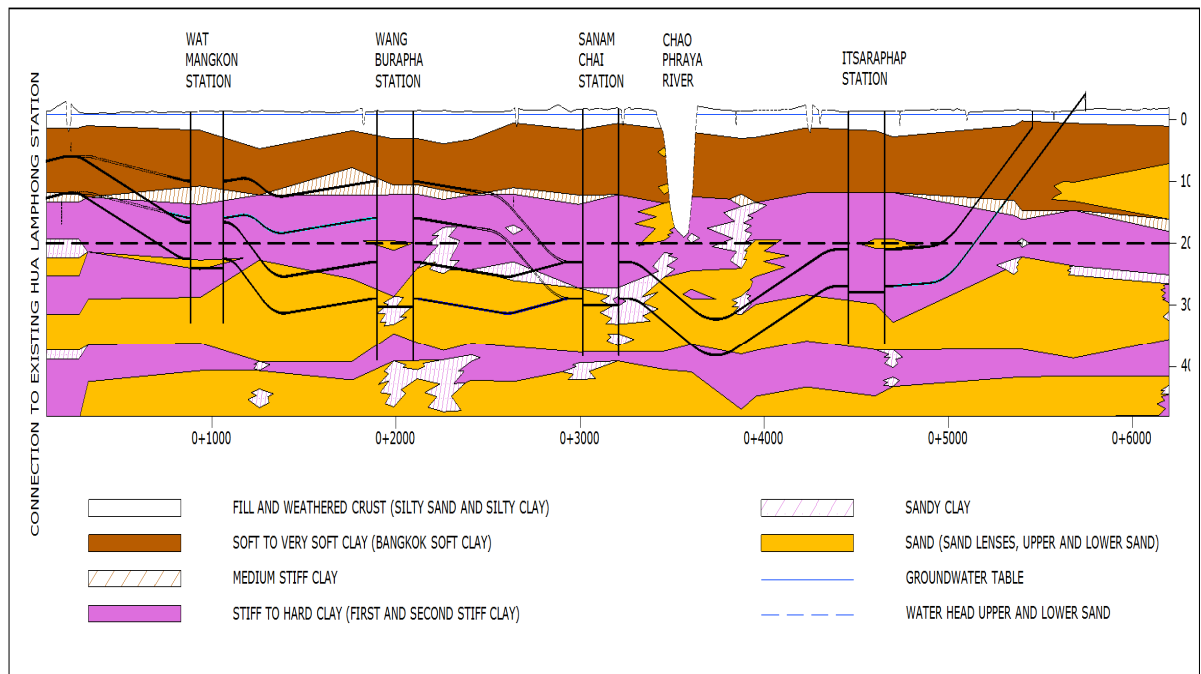 WAT
MANGKON
STATION
WANG
BURAPHA
STATION
SANAM
CHAI
STATION
CHAO
PHRAYA
RIVER
ITSARAPHAP
STATION
CONNECTION TO EXISTING HUA LAMPHONG STATION
0
10
20
30
40
0+1000
0+2000
0+3000
0+4000
0+5000
0+6000
FILL AND WEATHERED CRUST (SILTY SAND AND SILTY CLAY)
SOFT TO VERY SOFT CLAY (BANGKOK SOFT CLAY)
MEDIUM STIFF CLAY
STIFF TO HARD CLAY (FIRST AND SECOND STIFF CLAY)
SANDY CLAY
SAND (SAND LENSES, UPPER AND LOWER SAND)
GROUNDWATER TABLE
WATER HEAD UPPER AND LOWER SAND